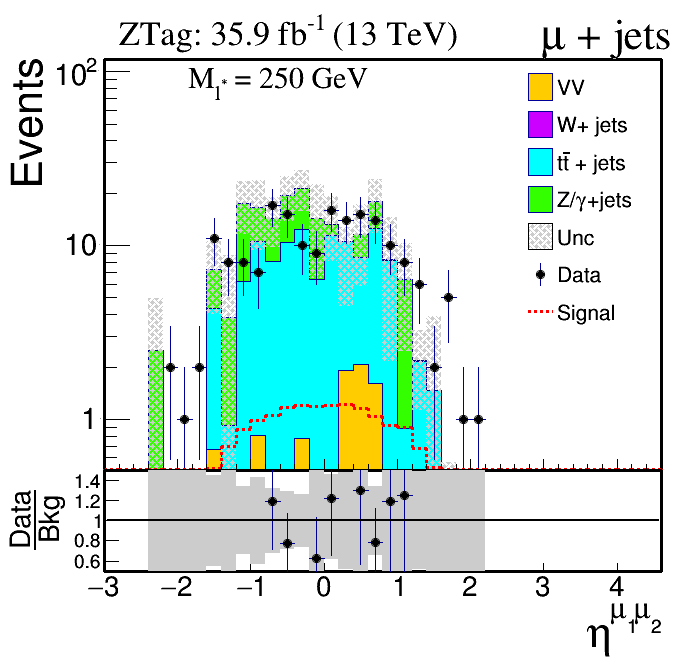 ZTag: 35.9 fb⁻¹ (13 TeV)
μ + jets
M_l* = 250 GeV
Events
10²
10
1
VV
W+ jets
tt̄ + jets
Z/γ+jets
Unc
Data
Signal
Data
Bkg
1.4
1.2
1
0.8
0.6
−3 −2 −1 0 1 2 3 4
η^μ₁μ₂